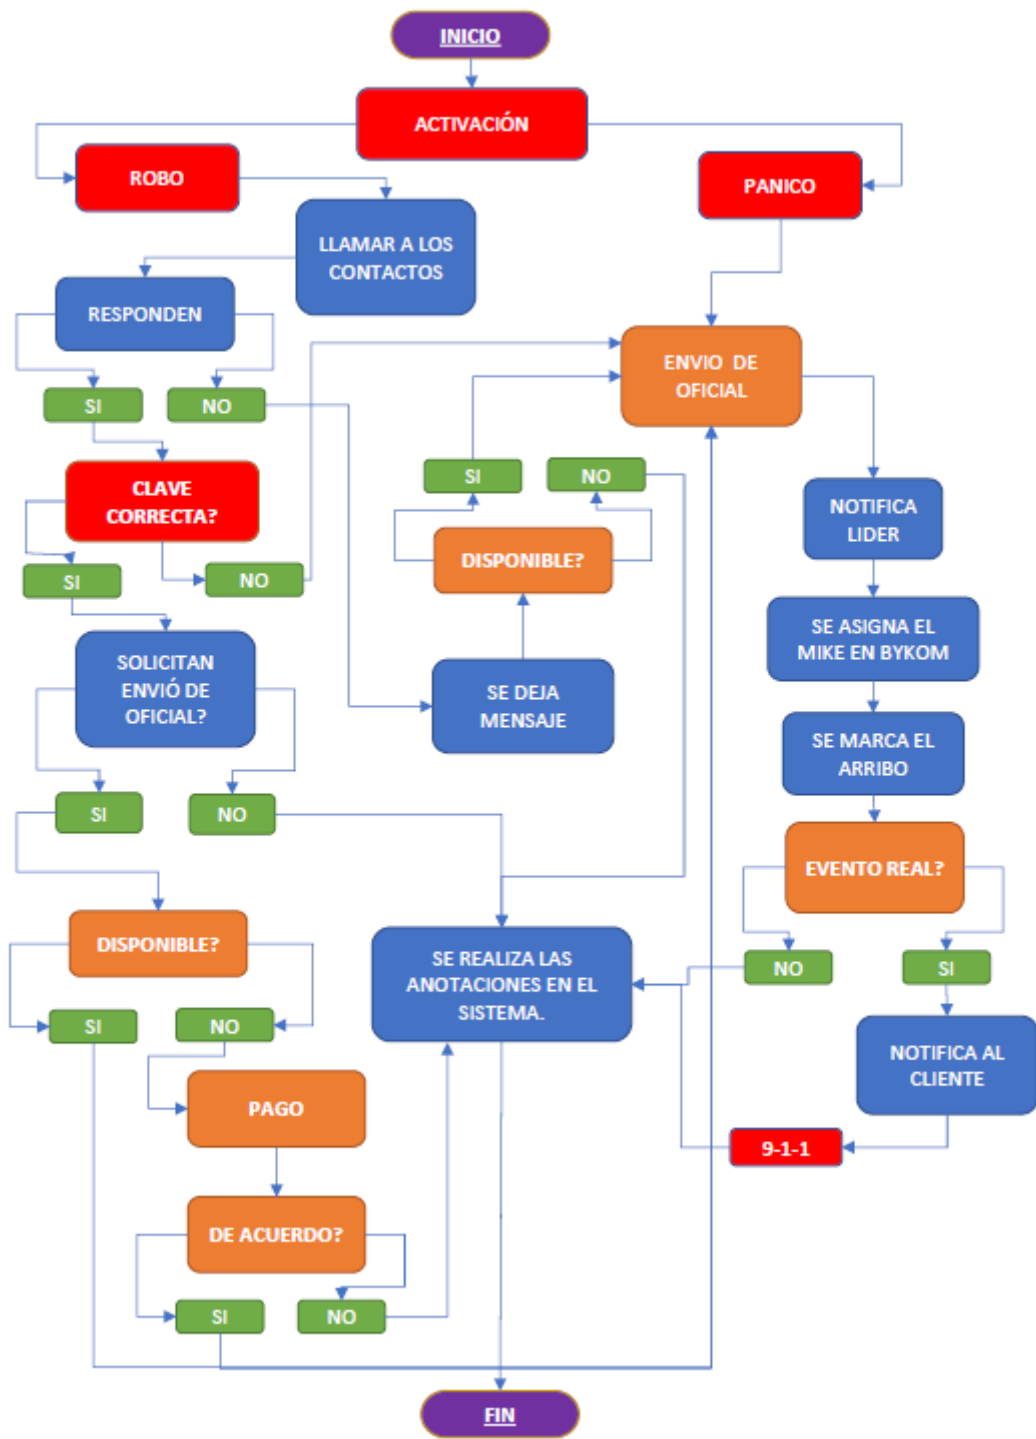 INICIO
ACTIVACIÓN
ROBO
PANICO
LLAMAR A LOS
CONTACTOS
RESPONDEN
ENVIO DE
OFICIAL
SI
NO
CLAVE
CORRECTA?
SI
NO
NOTIFICA
LIDER
DISPONIBLE?
SI
NO
SE ASIGNA EL
MIKE EN BYKOM
SOLICITAN
ENVIÓ DE
OFICIAL?
SE DEJA
MENSAJE
SE MARCA EL
ARRIBO
SI
NO
EVENTO REAL?
DISPONIBLE?
SE REALIZA LAS
ANOTACIONES EN EL
SISTEMA.
NO
SI
SI
NO
NOTIFICA AL
CLIENTE
PAGO
9-1-1
DE ACUERDO?
SI
NO
FIN